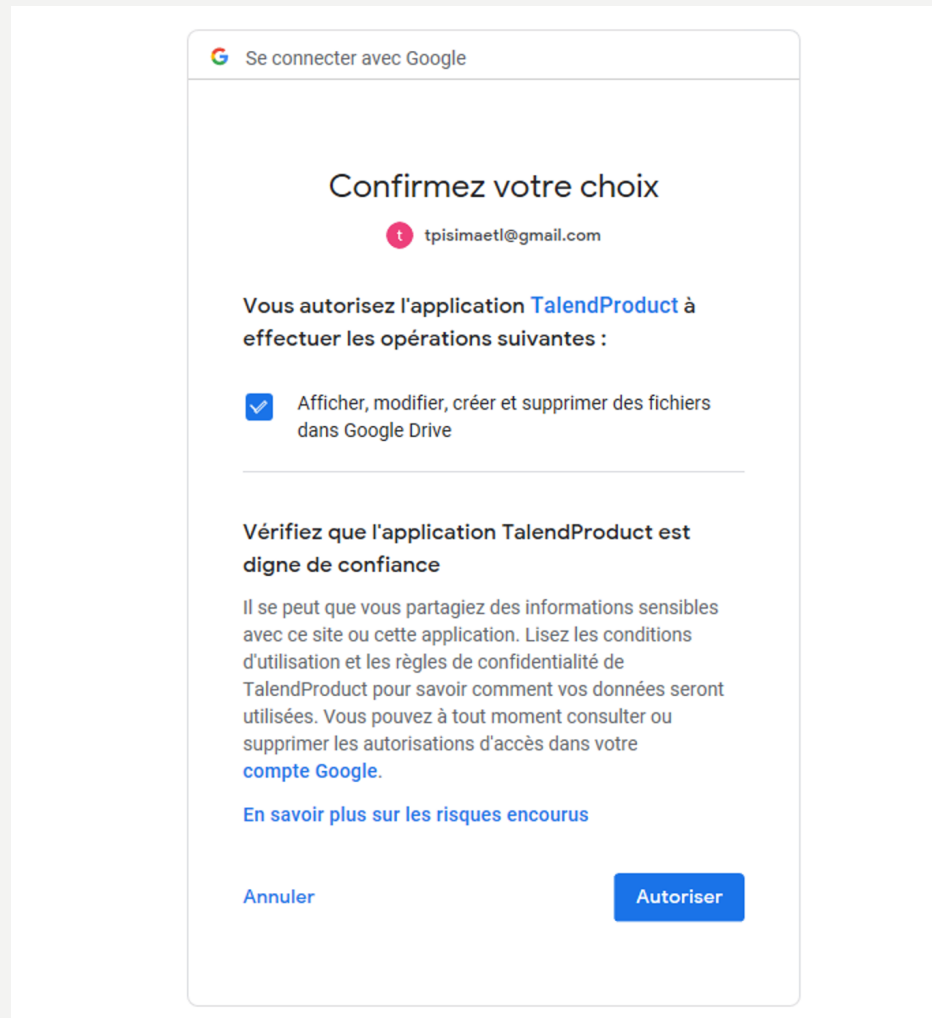 Se connecter avec Google
Confirmez votre choix
t tpisimaetl@gmail.com
Vous autorisez l'application TalendProduct à
effectuer les opérations suivantes :
Afficher, modifier, créer et supprimer des fichiers
dans Google Drive
Vérifiez que l'application TalendProduct est
digne de confiance
Il se peut que vous partagiez des informations sensibles
avec ce site ou cette application. Lisez les conditions
d'utilisation et les règles de confidentialité de
TalendProduct pour savoir comment vos données seront
utilisées. Vous pouvez à tout moment consulter ou
supprimer les autorisations d'accès dans votre
compte Google.
En savoir plus sur les risques encourus
Annuler Autoriser